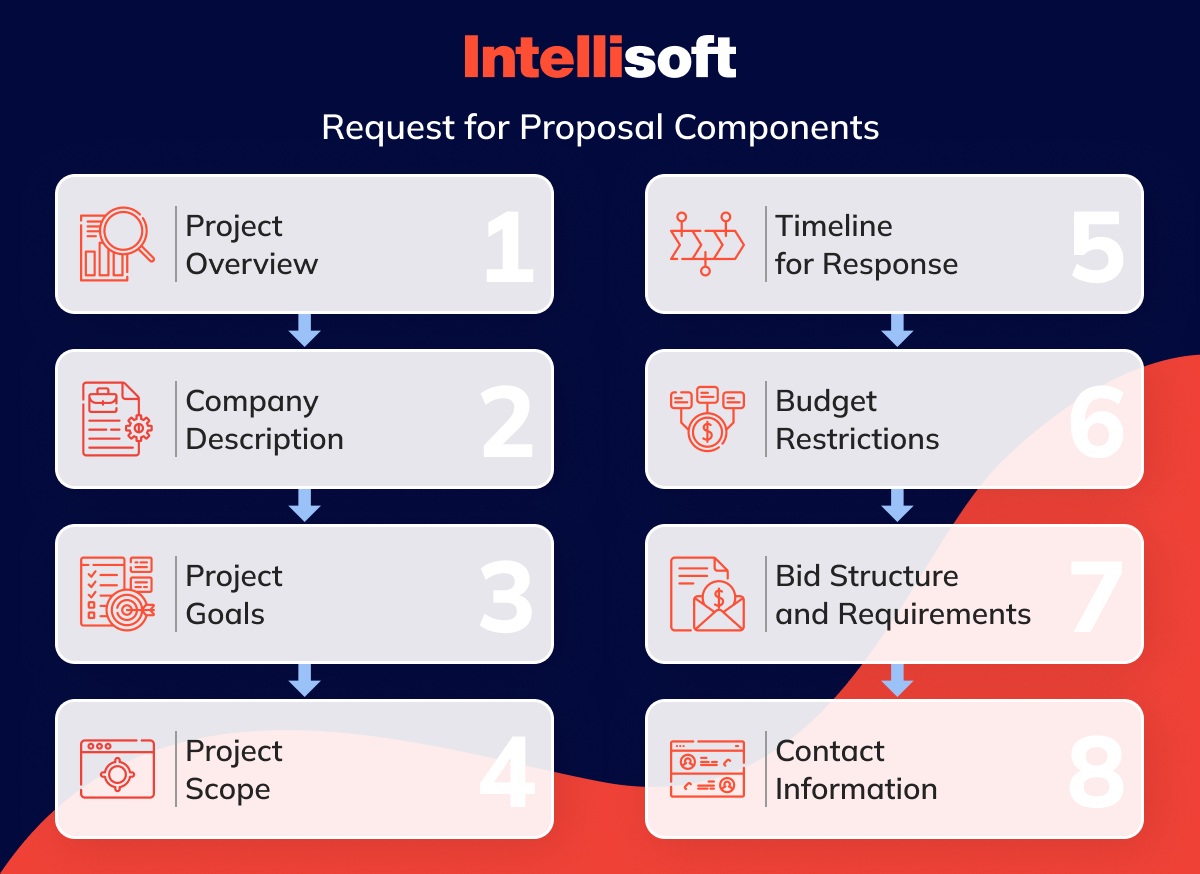 Intellisoft
Request for Proposal Components
Project
Overview
1
Company
Description
2
Project
Goals
3
Project
Scope
4
Timeline
for Response
5
Budget
Restrictions
6
Bid Structure
and Requirements
7
Contact
Information
8